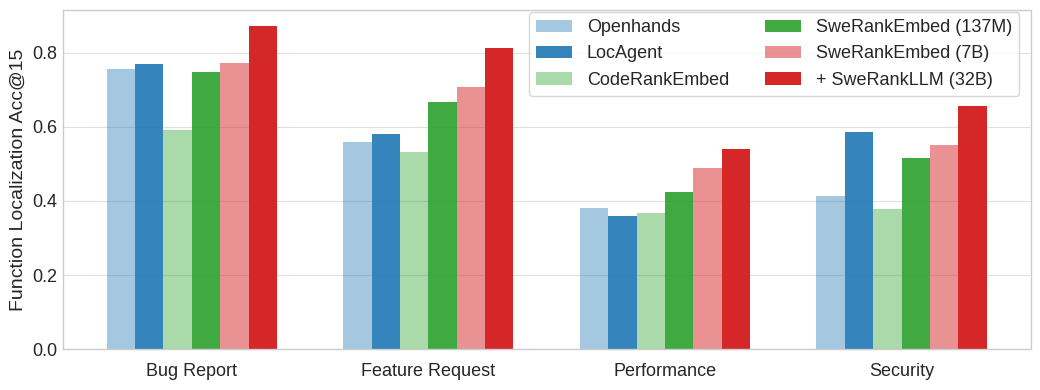 Function Localization Acc@15
0.8
0.6
0.4
0.2
0.0
Openhands
LocAgent
CodeRankEmbed
SweRankEmbed (137M)
SweRankEmbed (7B)
+ SweRankLLM (32B)
Bug Report
Feature Request
Performance
Security